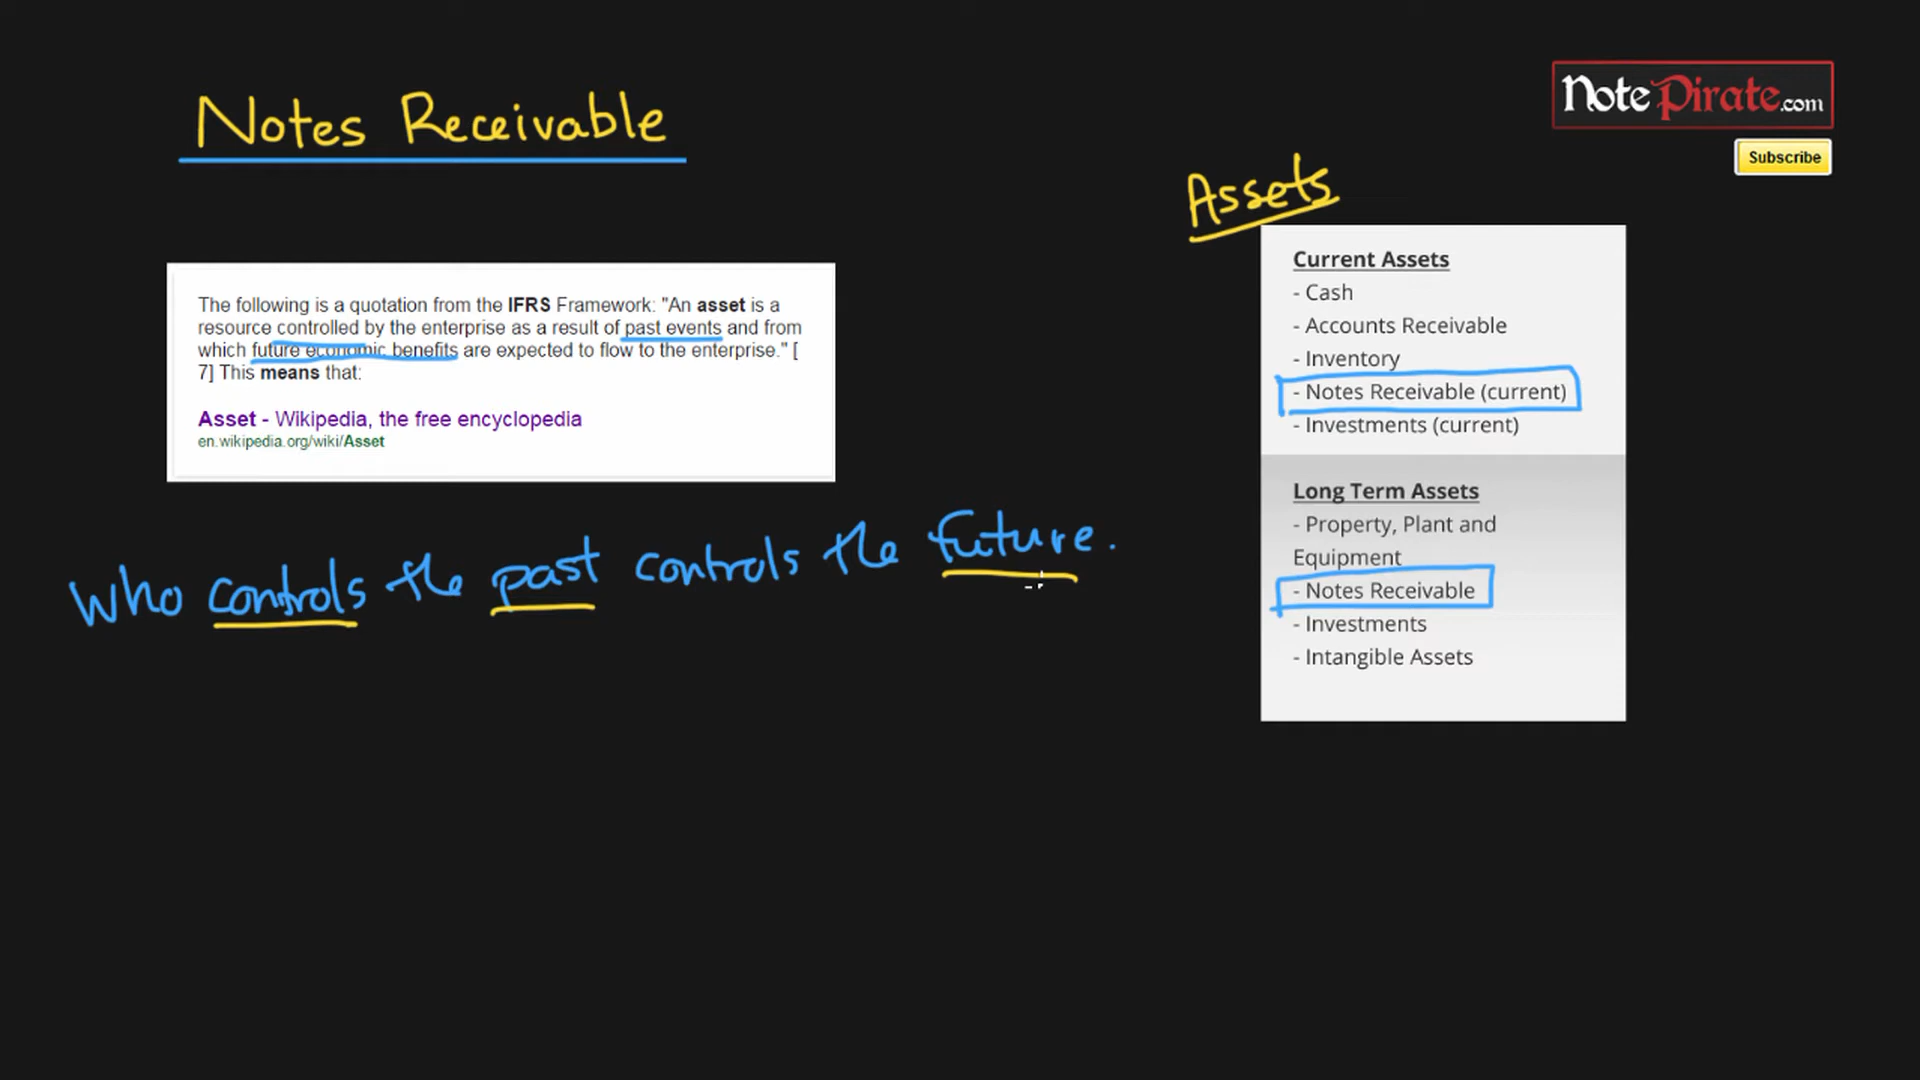 Notes Receivable
NotePirate.com
Subscribe
Assets
The following is a quotation from the IFRS Framework: "An asset is a
resource controlled by the enterprise as a result of past events and from
which future economic benefits are expected to flow to the enterprise." [
7] This means that:
Asset - Wikipedia, the free encyclopedia
en.wikipedia.org/wiki/Asset
Who controls the past controls the future.
Current Assets
- Cash
- Accounts Receivable
- Inventory
- Notes Receivable (current)
- Investments (current)
Long Term Assets
- Property, Plant and
Equipment
- Notes Receivable
- Investments
- Intangible Assets